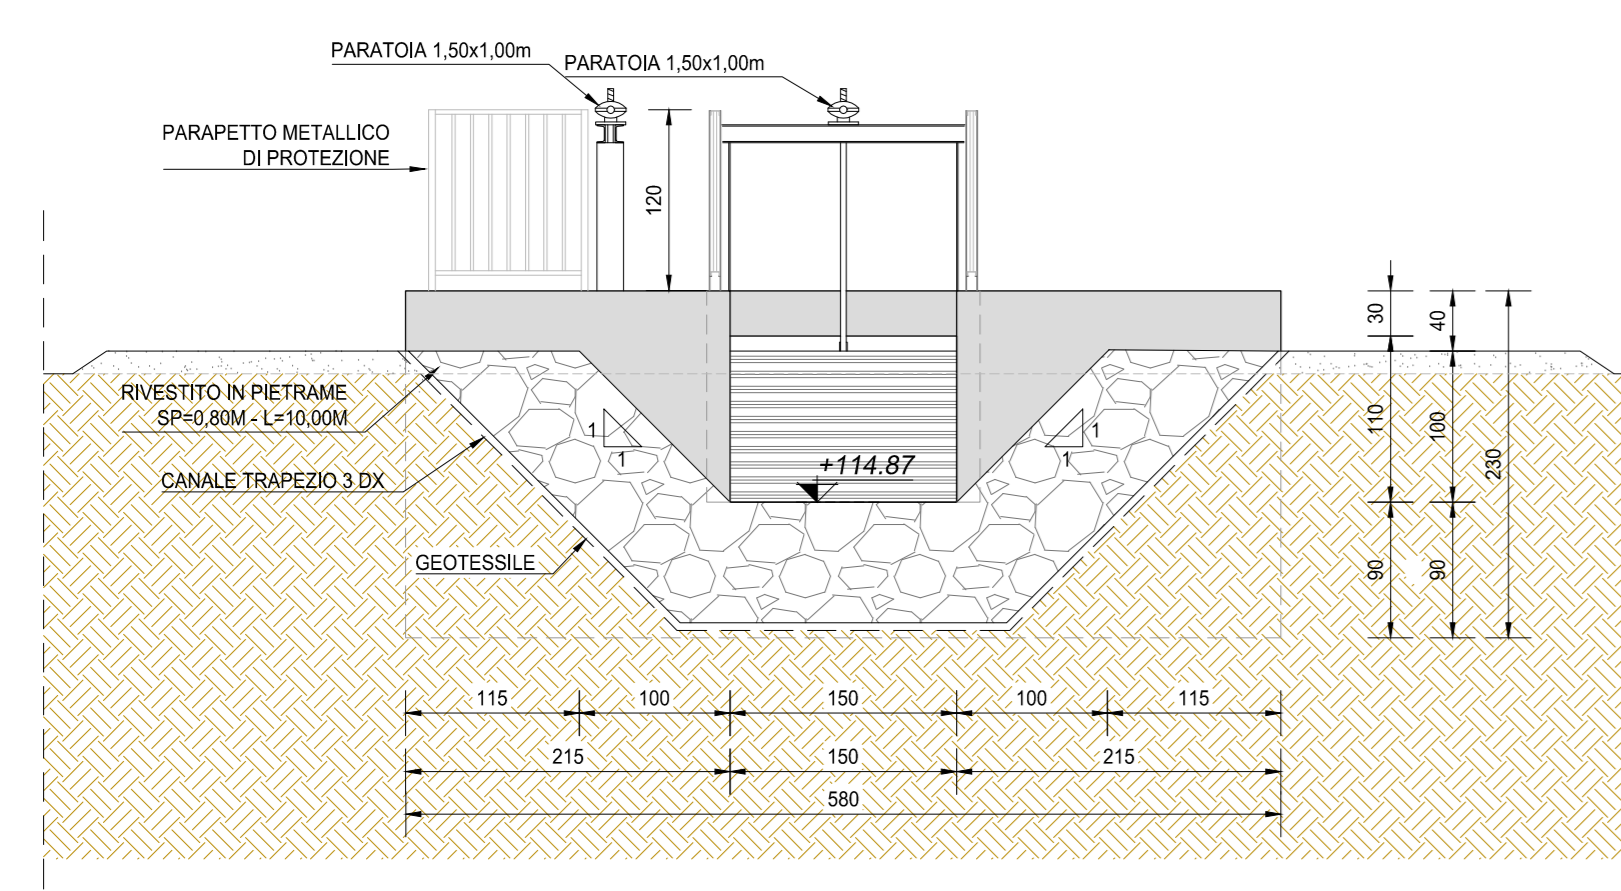 PARATOIA 1,50x1,00m
PARATOIA 1,50x1,00m
PARAPETTO METALLICO
DI PROTEZIONE
120
30
40
RIVESTITO IN PIETRAME
SP=0,80M - L=10,00M
1
1
1
1
110
100
230
+114.87
CANALE TRAPEZIO 3 DX
GEOTESSILE
90
90
115
100
150
100
115
215
150
215
580